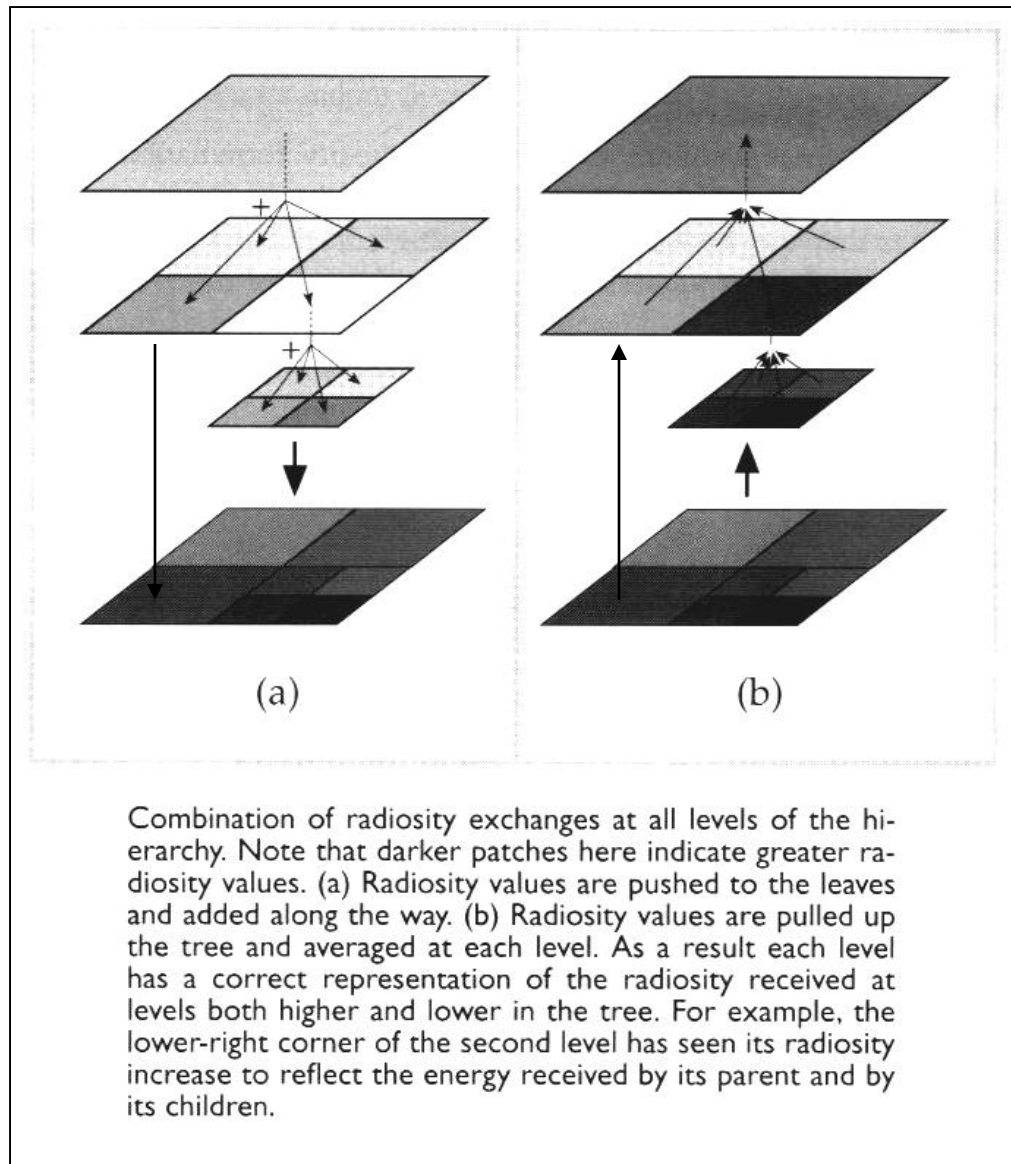 +
+
(a)
(b)
Combination of radiosity exchanges at all levels of the hi-
erarchy. Note that darker patches here indicate greater ra-
diosity values. (a) Radiosity values are pushed to the leaves
and added along the way. (b) Radiosity values are pulled up
the tree and averaged at each level. As a result each level
has a correct representation of the radiosity received at
levels both higher and lower in the tree. For example, the
lower-right corner of the second level has seen its radiosity
increase to reflect the energy received by its parent and by
its children.